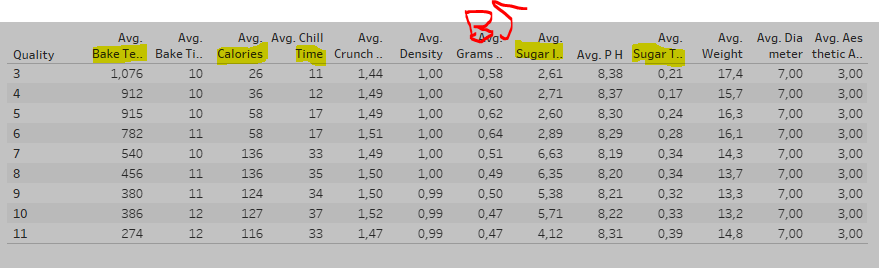 Avg. Avg. Avg. Avg. Chill Avg. Avg. Avg. Avg. Avg. Avg. Avg. Dia Avg. Aes
Quality Bake Te.. Bake Ti.. Calories Time Crunch .. Density Grams .. Sugar I.. Avg. P H Sugar T.. Weight meter thetic A..
3 1,076 10 26 11 1,44 1,00 0,58 2,61 8,38 0,21 17,4 7,00 3,00
4 912 10 36 12 1,49 1,00 0,60 2,71 8,37 0,17 15,7 7,00 3,00
5 915 10 58 17 1,49 1,00 0,62 2,60 8,30 0,24 16,3 7,00 3,00
6 782 11 58 17 1,51 1,00 0,64 2,89 8,29 0,28 16,1 7,00 3,00
7 540 10 136 33 1,49 1,00 0,51 6,63 8,19 0,34 14,3 7,00 3,00
8 456 11 136 35 1,50 1,00 0,49 6,35 8,20 0,34 13,7 7,00 3,00
9 380 11 124 34 1,50 0,99 0,50 5,38 8,21 0,32 13,3 7,00 3,00
10 386 12 127 37 1,52 0,99 0,47 5,71 8,22 0,33 13,2 7,00 3,00
11 274 12 116 33 1,47 0,99 0,47 4,12 8,31 0,39 14,8 7,00 3,00